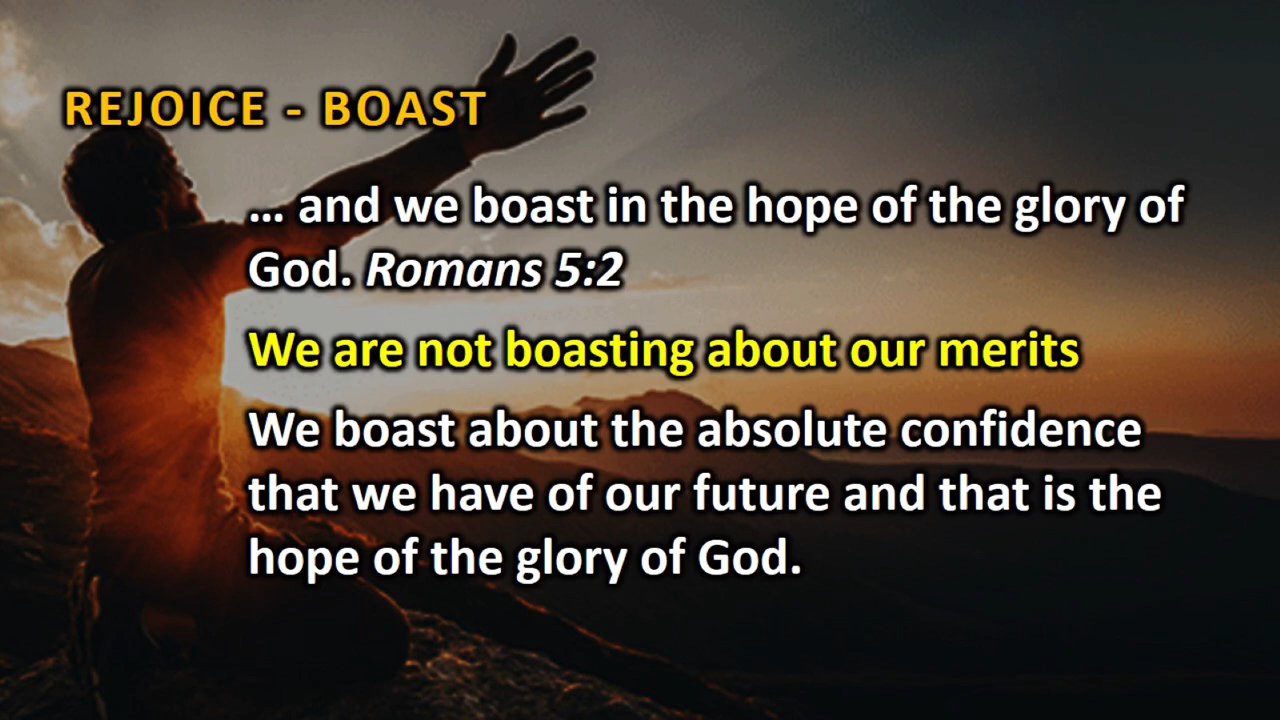 REJOICE - BOAST
... and we boast in the hope of the glory of
God. Romans 5:2
We are not boasting about our merits
We boast about the absolute confidence
that we have of our future and that is the
hope of the glory of God.